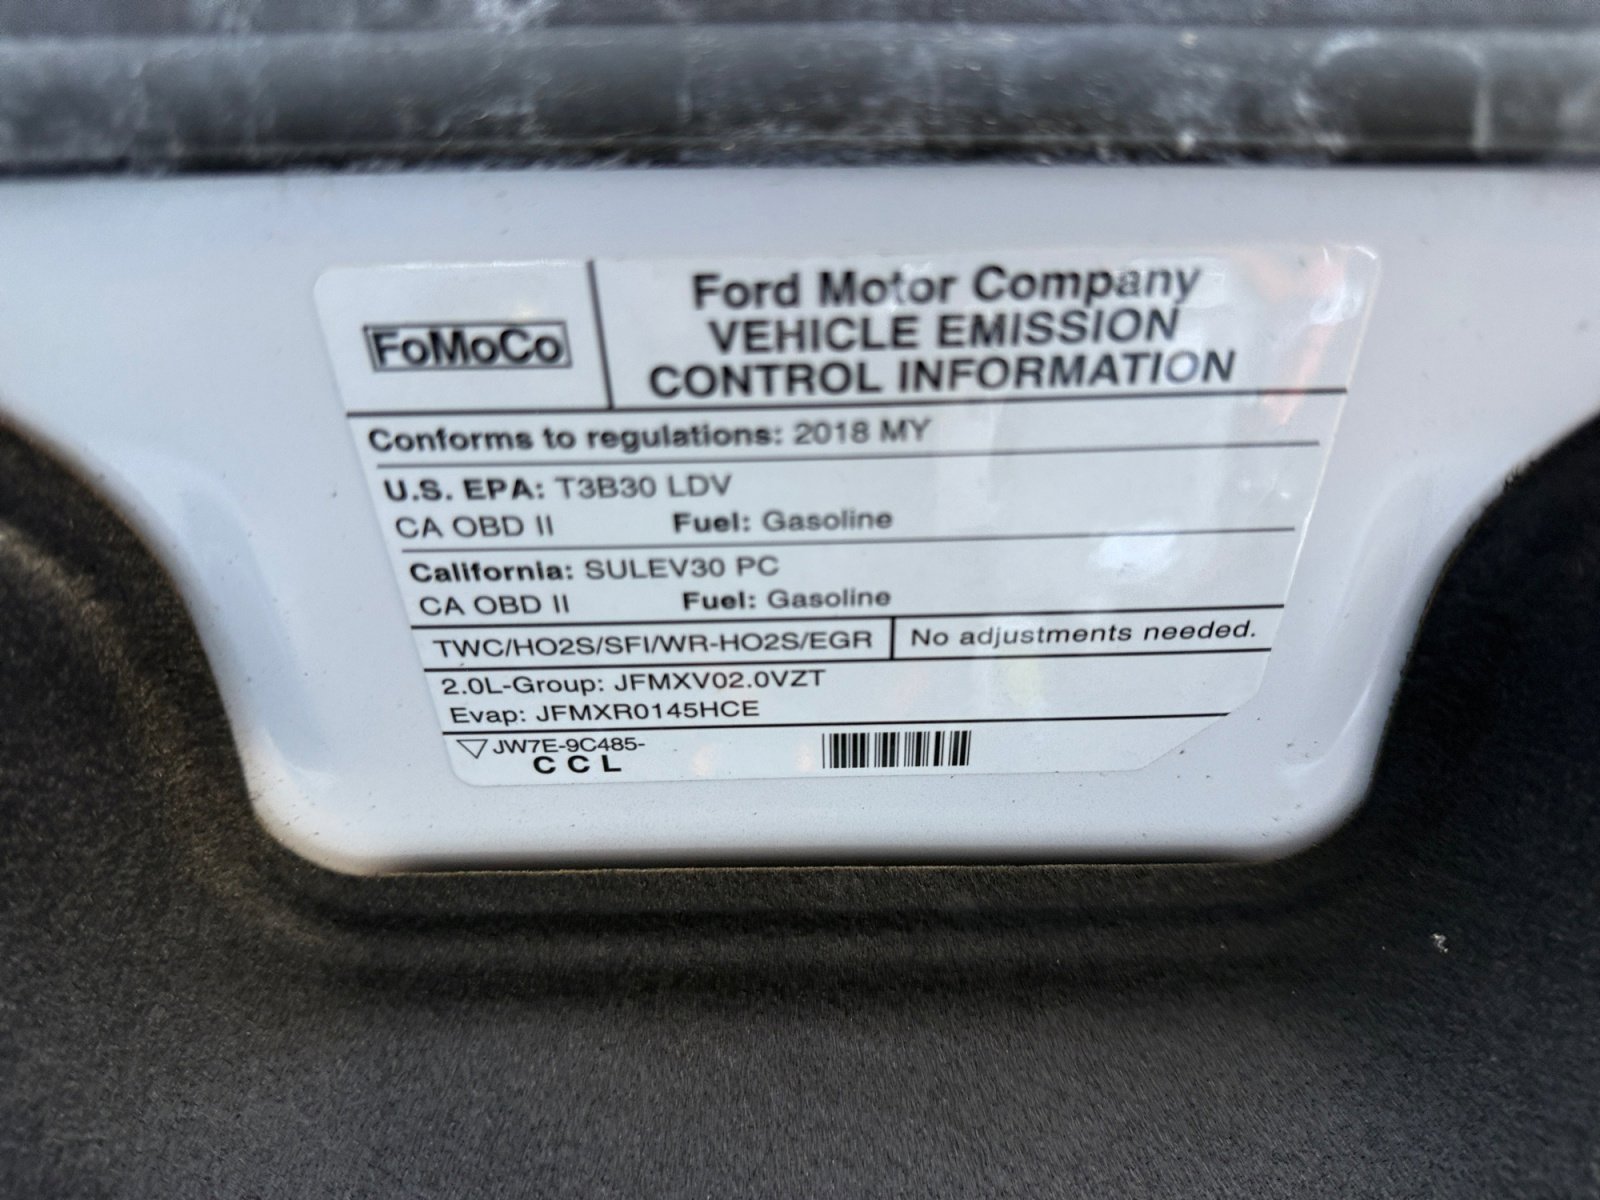 FoMoCo
Ford Motor Company
VEHICLE EMISSION
CONTROL INFORMATION
Conforms to regulations: 2018 MY
U.S. EPA: T3B30 LDV
CA OBD II Fuel: Gasoline
California: SULEV30 PC
CA OBD II Fuel: Gasoline
TWC/HO2S/SFI/WR-HO2S/EGR No adjustments needed.
2.0L-Group: JFMXV02.0VZT
Evap: JFMXR0145HCE
JW7E-9C485-
C C L